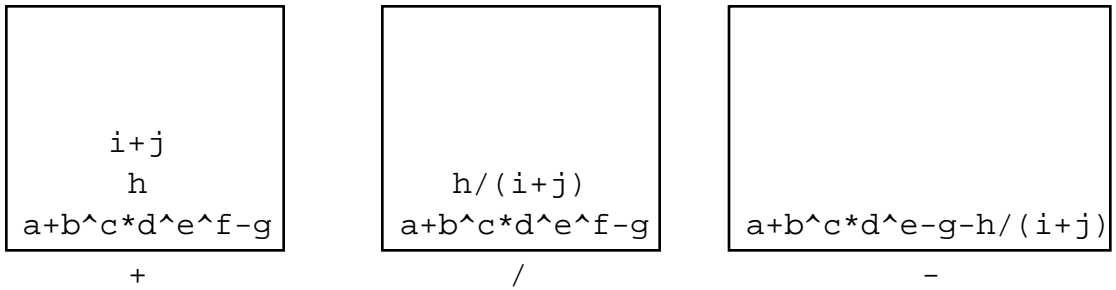 i+j
h
a+b^c*d^e^f-g
+
h/(i+j)
a+b^c*d^e^f-g
/
a+b^c*d^e-g-h/(i+j)
-